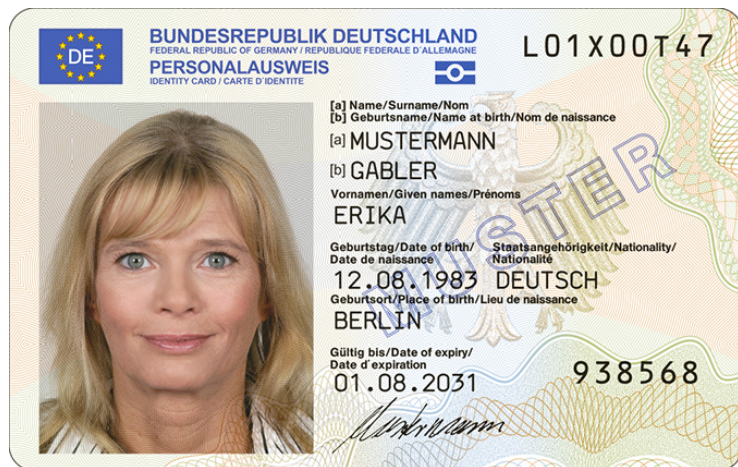 DE
BUNDESREPUBLIK DEUTSCHLAND
FEDERAL REPUBLIC OF GERMANY / REPUBLIQUE FEDERALE D´ALLEMAGNE
PERSONALAUSWEIS
IDENTITY CARD / CARTE D´IDENTITE
L01X00T47
[a] Name/Surname/Nom
[b] Geburtsname/Name at birth/Nom de naissance
[a] MUSTERMANN
[b] GABLER
Vornamen/Given names/Prénoms
ERIKA
Geburtstag/Date of birth/ Staatsangehörigkeit/Nationality/
Date de naissance Nationalité
12.08.1983 DEUTSCH
Geburtsort/Place of birth/Lieu de naissance
BERLIN
Gültig bis/Date of expiry/
Date d´expiration
01.08.2031
938568
Mustermann
MUSTER